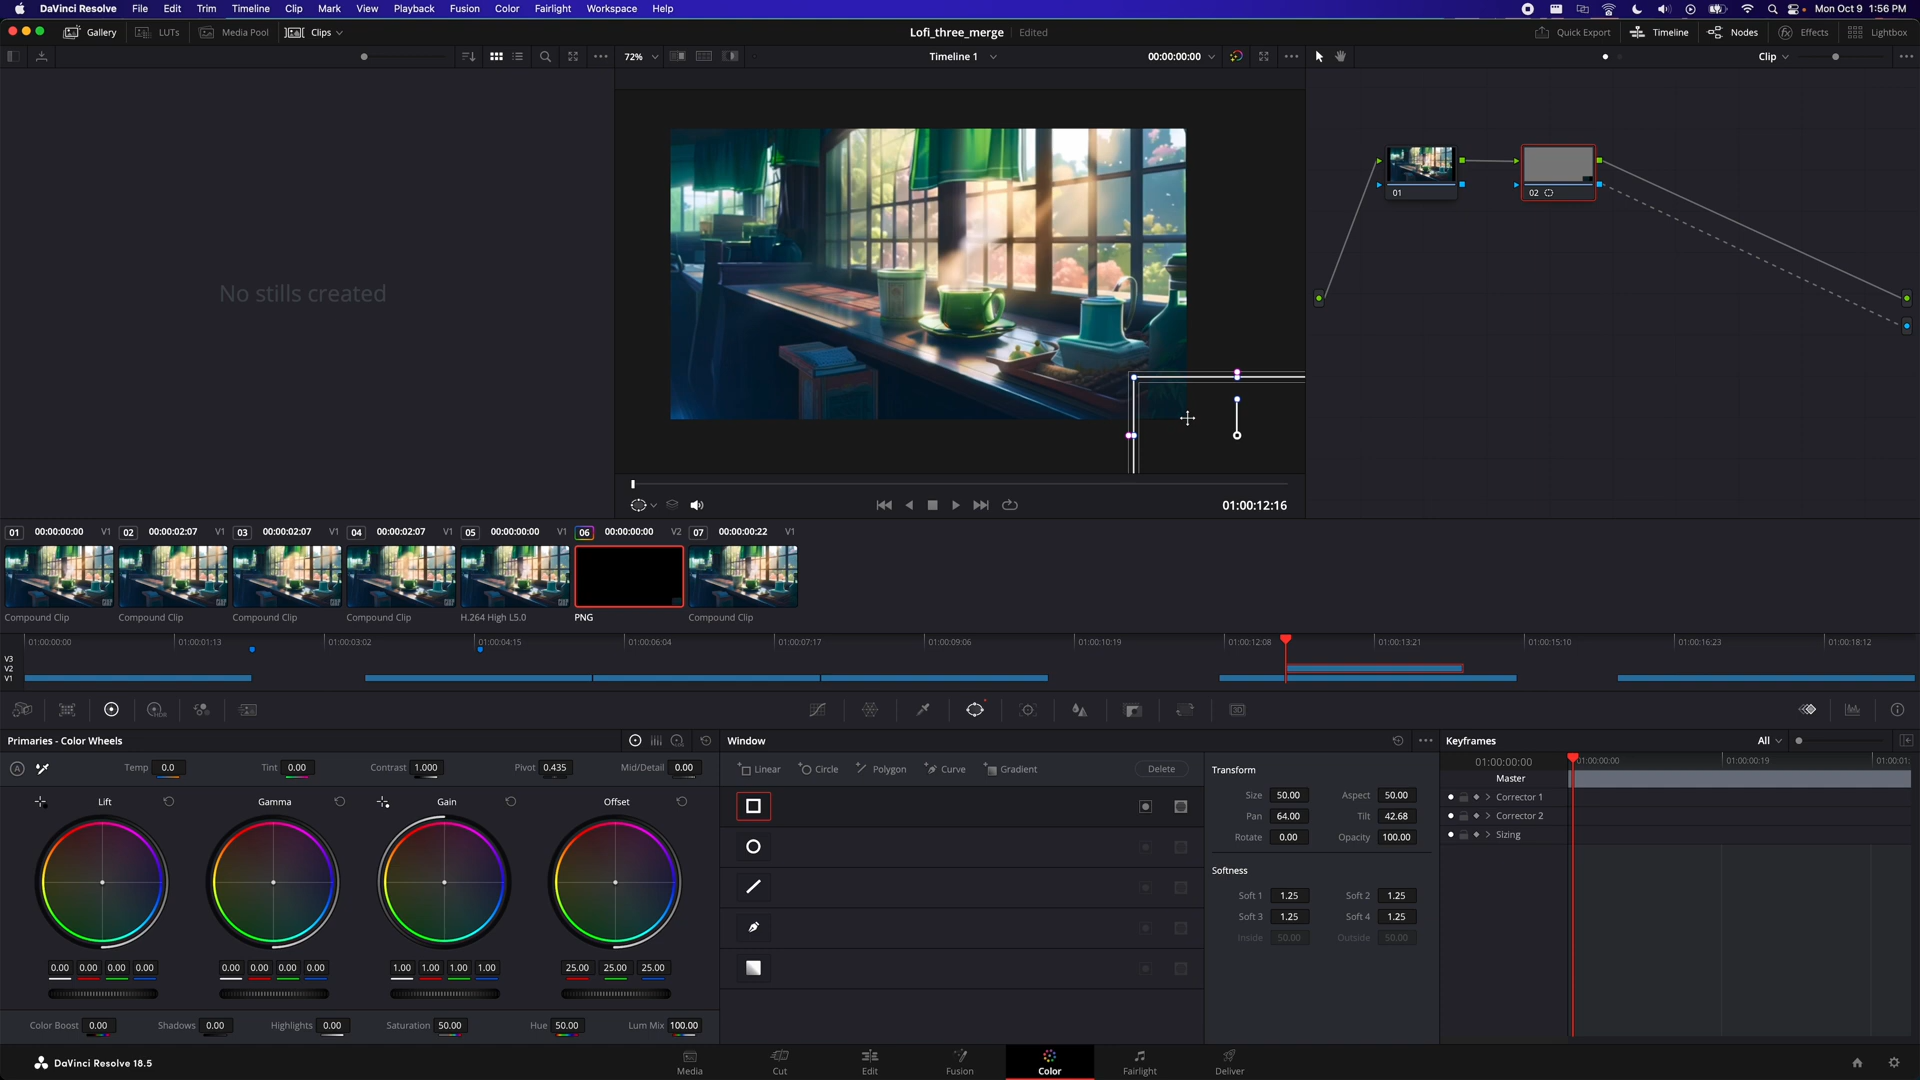 DaVinci Resolve File Edit Trim Timeline Clip Mark View Playback Fusion Color Fairlight Workspace Help Mon Oct 9 1:56 PM
Gallery LUTs Media Pool Clips Lofi_three_merge Edited Quick Export Timeline Nodes Effects Lightbox
72% Timeline 1 00:00:00:00 Clip
01 02
No stills created
01:00:12:16
01 00:00:00:00 V1 02 00:00:02:07 V1 03 00:00:02:07 V1 04 00:00:02:07 V1 05 00:00:00:00 V1 06 00:00:00:00 V2 07 00:00:00:22 V1
Compound Clip Compound Clip Compound Clip Compound Clip H.264 High L5.0 PNG Compound Clip
01:00:00:00 01:00:01:13 01:00:03:02 01:00:04:15 01:00:06:04 01:00:07:17 01:00:09:06 01:00:10:19 01:00:12:08 01:00:13:21 01:00:15:10 01:00:16:23 01:00:18:12
V3
V2
V1
HDR 3D
Primaries - Color Wheels Window Keyframes All
A Temp 0.0 Tint 0.00 Contrast 1.000 Pivot 0.435 Mid/Detail 0.00
Linear Circle Polygon Curve Gradient Delete
Transform
01:00:00:00 01:00:00:00 01:00:00:19 01:00:01:
Master
Lift Gamma Gain Offset
Size 50.00 Aspect 50.00
Corrector 1
Pan 64.00 Tilt 42.68
Corrector 2
Rotate 0.00 Opacity 100.00
Sizing
Softness
Soft 1 1.25 Soft 2 1.25
Soft 3 1.25 Soft 4 1.25
Inside 50.00 Outside 50.00
0.00 0.00 0.00 0.00 0.00 0.00 0.00 0.00 1.00 1.00 1.00 1.00 25.00 25.00 25.00
Color Boost 0.00 Shadows 0.00 Highlights 0.00 Saturation 50.00 Hue 50.00 Lum Mix 100.00
DaVinci Resolve 18.5 Media Cut Edit Fusion Color Fairlight Deliver